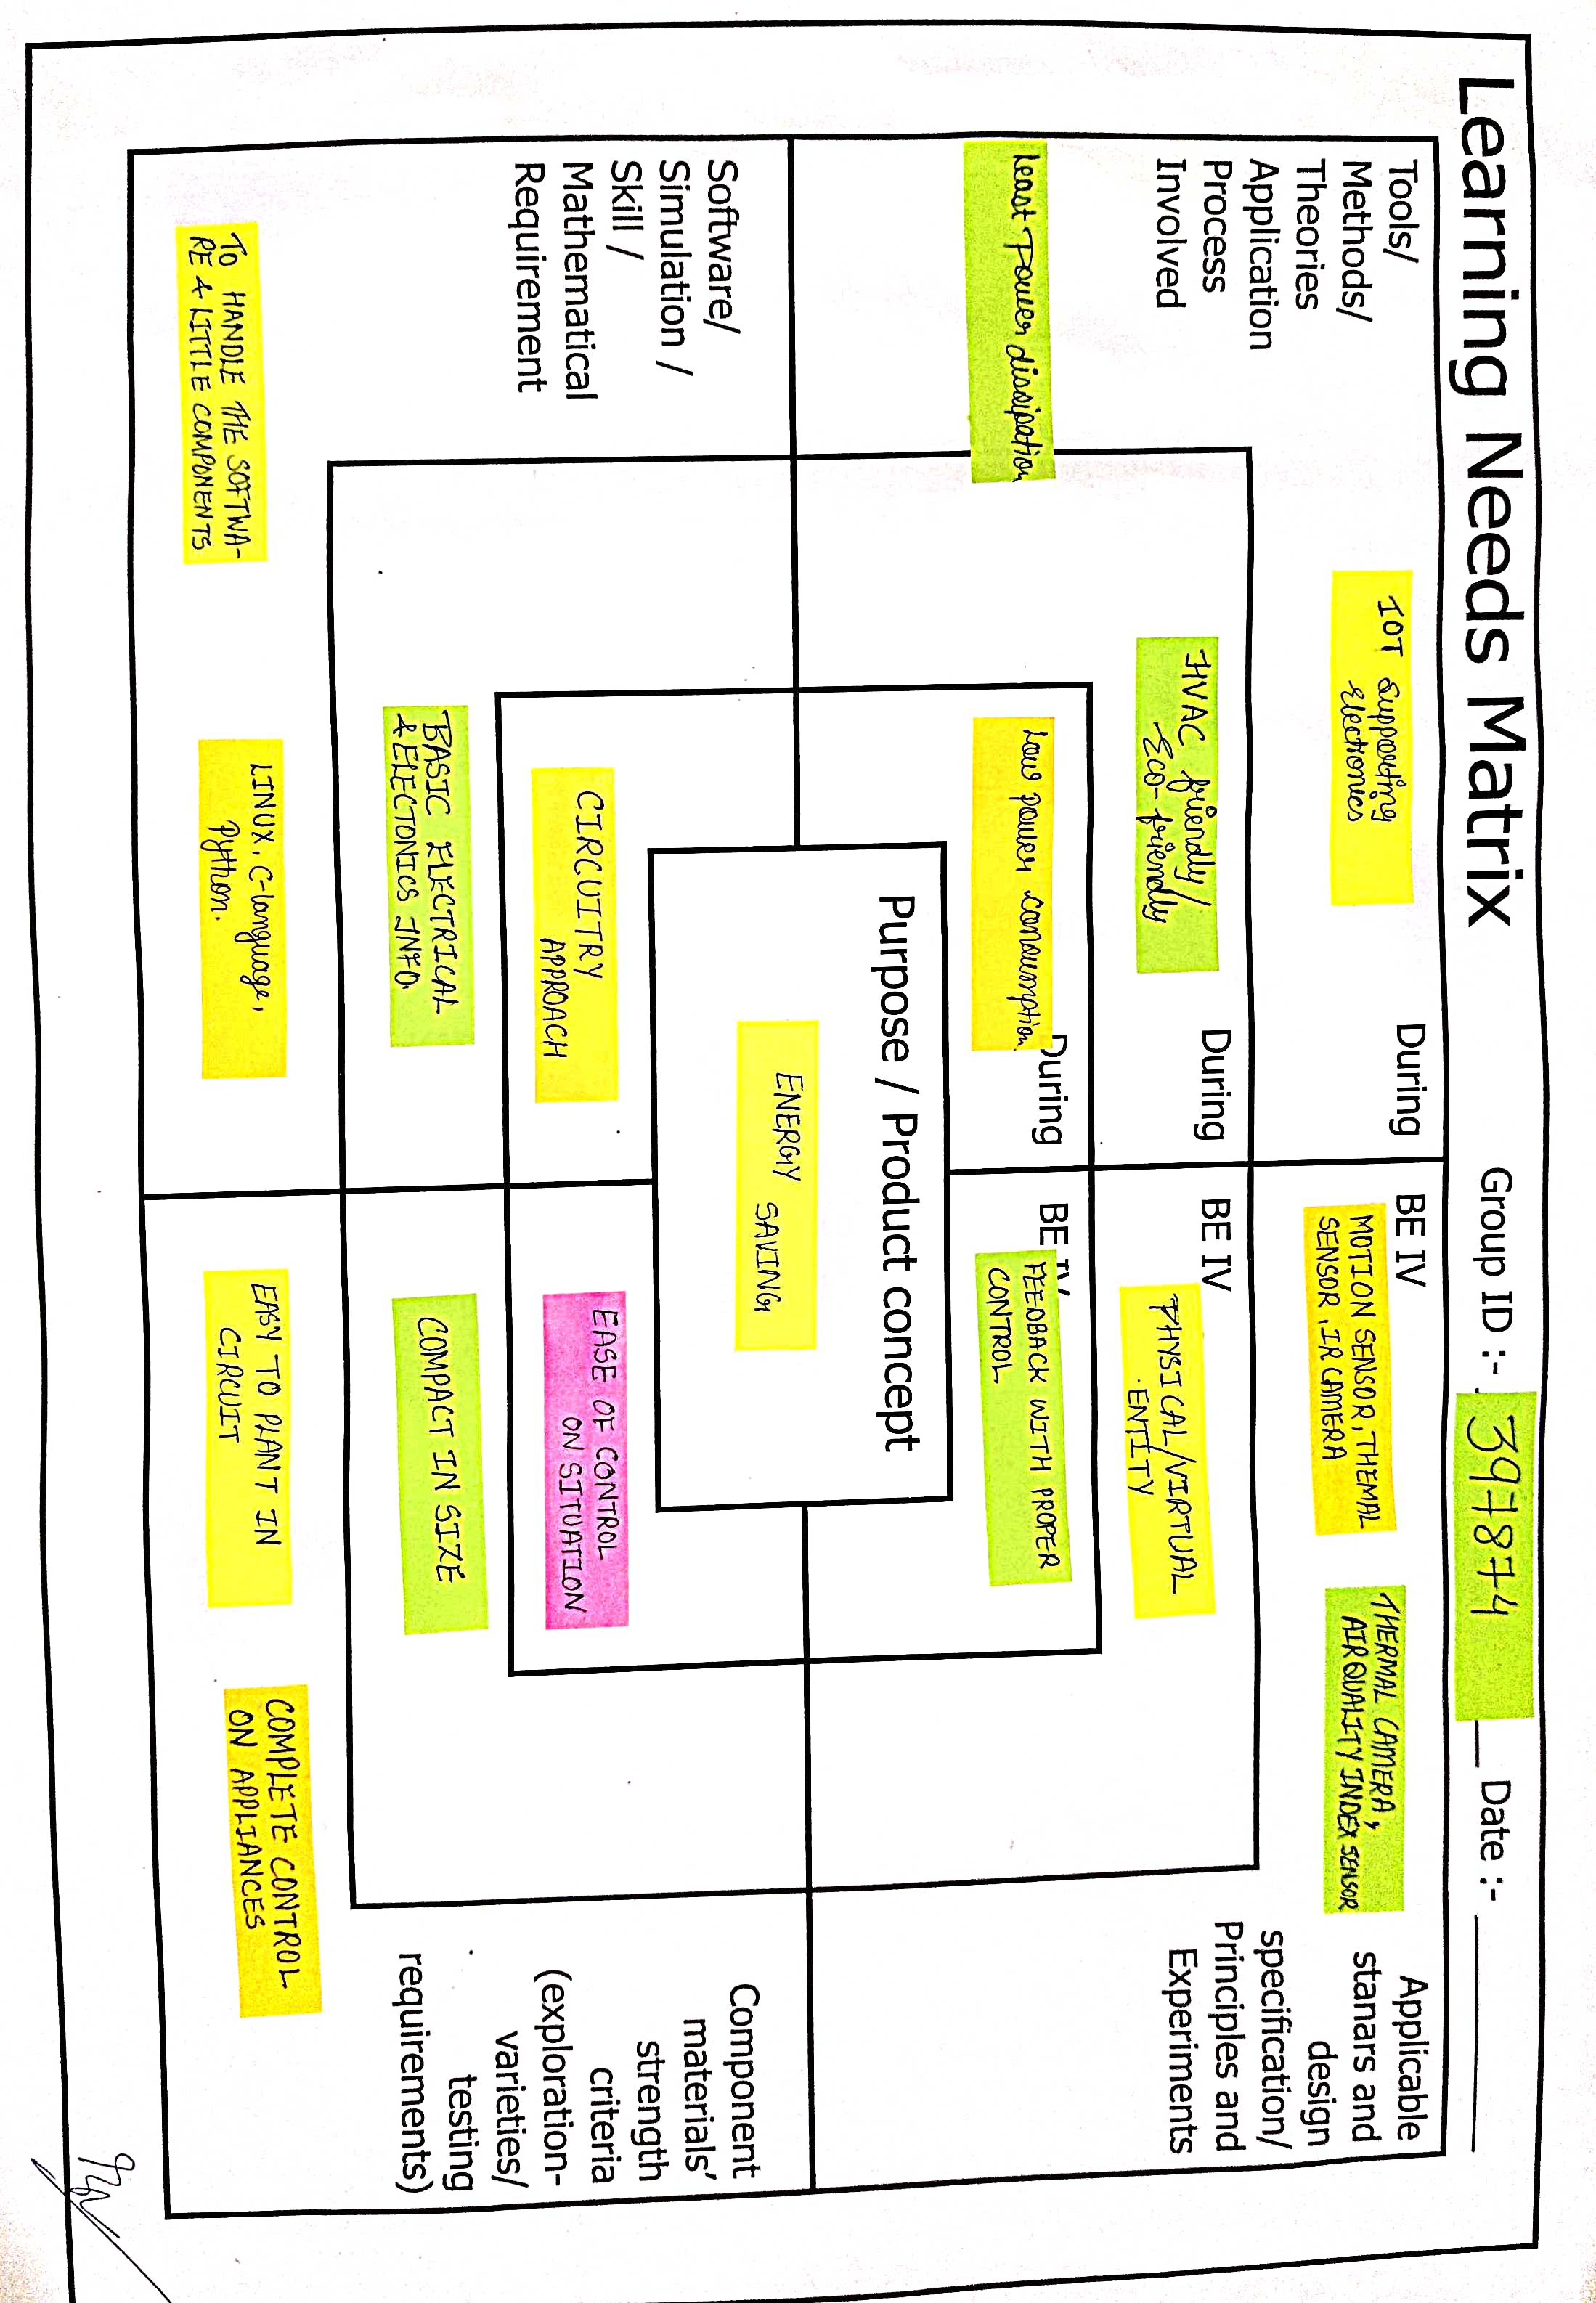 Learning Needs Matrix
Group ID :- 397874 Date :-
Tools/
Methods/
Theories
Application
Process
Involved
IOT Supporting
Electronics
During
BE IV
MOTION SENSOR, THEMAL
SENSOR, IR CAMERA
THERMAL CAMERA,
AIR QUALITY INDEX SENSOR
Applicable
stanars and
design
specification/
Principles and
Experiments
HVAC friendly/
Eco-friendly
During
BE IV
PHYSICAL/VIRTUAL
ENTITY
Least Power dissipation
Low power consumption
During
BE IV
FEEDBACK WITH PROPER
CONTROL
Purpose / Product concept
ENERGY SAVING
Software/
Simulation /
Skill /
Mathematical
Requirement
CIRCUITRY
APPROACH
EASE OF CONTROL
ON SITUATION
Component
materials'
strength
criteria
(exploration-
varieties/
testing
requirements)
BASIC ELECTRICAL
& ELECTONICS INFO.
COMPACT IN SIZE
TO HANDLE THE SOFTWA-
RE & LITTLE COMPONENTS
LINUX, C-language,
Python.
EASY TO PLANT IN
CIRCUIT
COMPLETE CONTROL
ON APPLIANCES